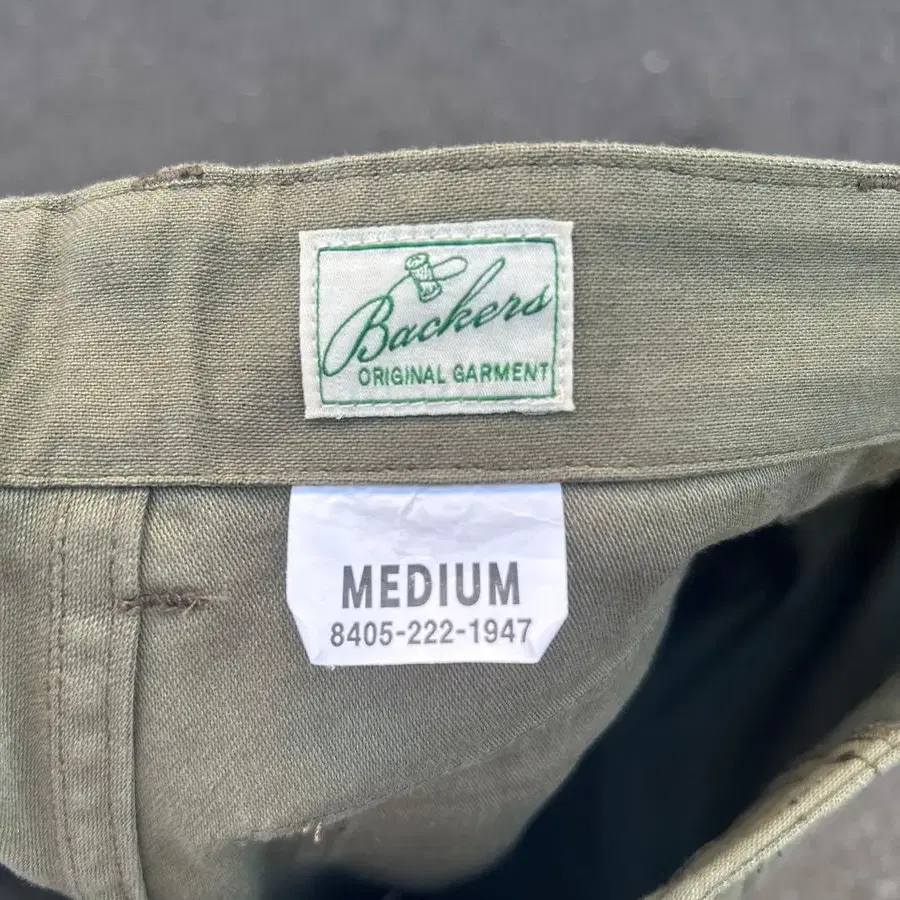 Backers
ORIGINAL GARMENT
MEDIUM
8405-222-1947